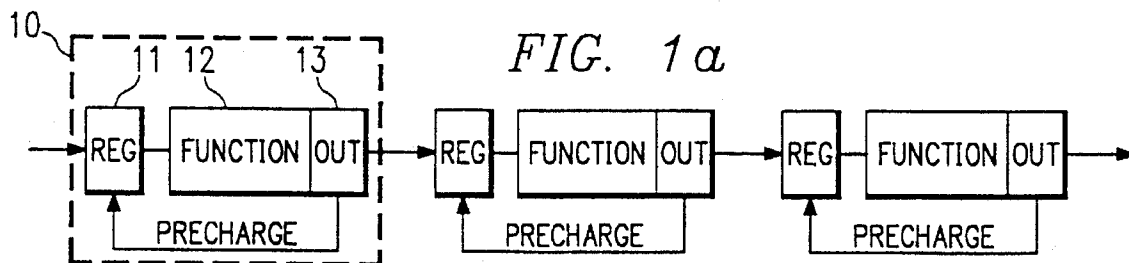 10
11 12 13
FIG. 1a
REG FUNCTION OUT REG FUNCTION OUT REG FUNCTION OUT
PRECHARGE PRECHARGE PRECHARGE